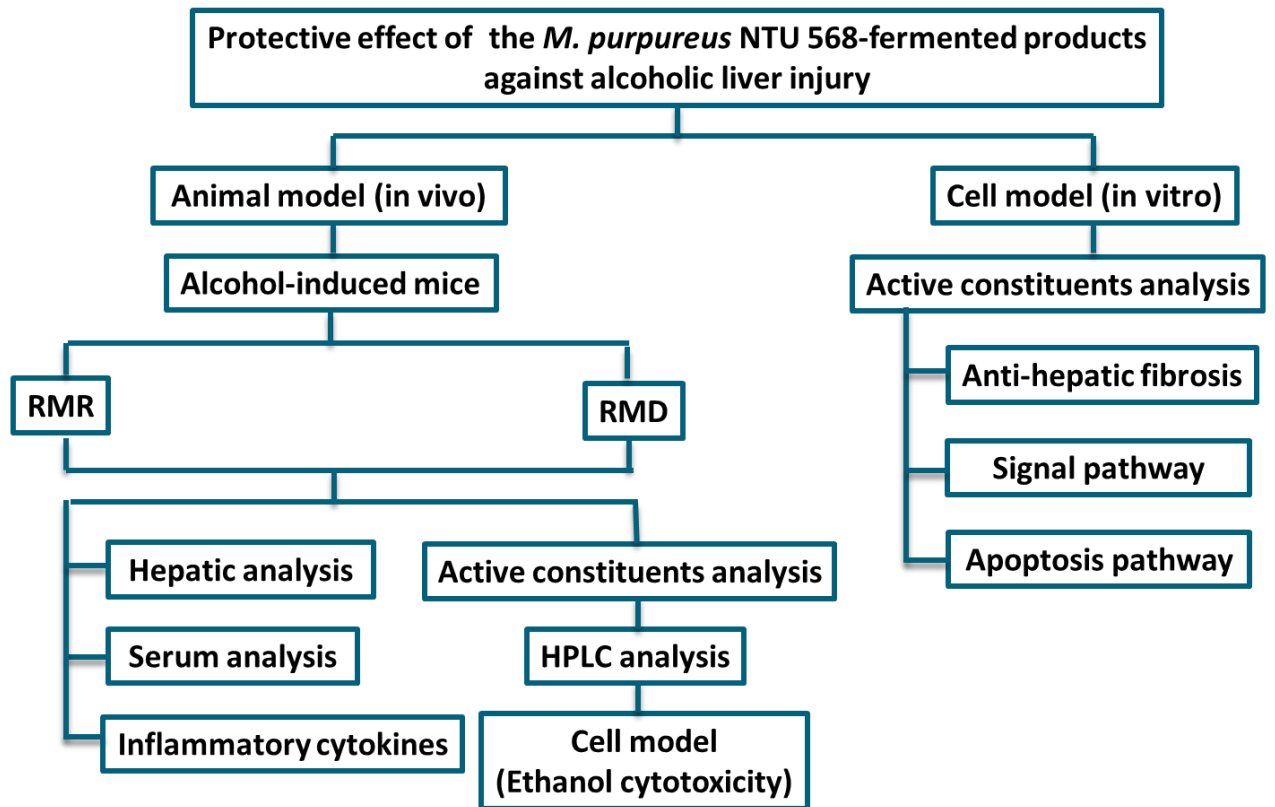 Protective effect of the M. purpureus NTU 568-fermented products
against alcoholic liver injury
Animal model (in vivo)
Cell model (in vitro)
Alcohol-induced mice
Active constituents analysis
RMR
RMD
Anti-hepatic fibrosis
Signal pathway
Apoptosis pathway
Hepatic analysis
Active constituents analysis
Serum analysis
HPLC analysis
Inflammatory cytokines
Cell model
(Ethanol cytotoxicity)